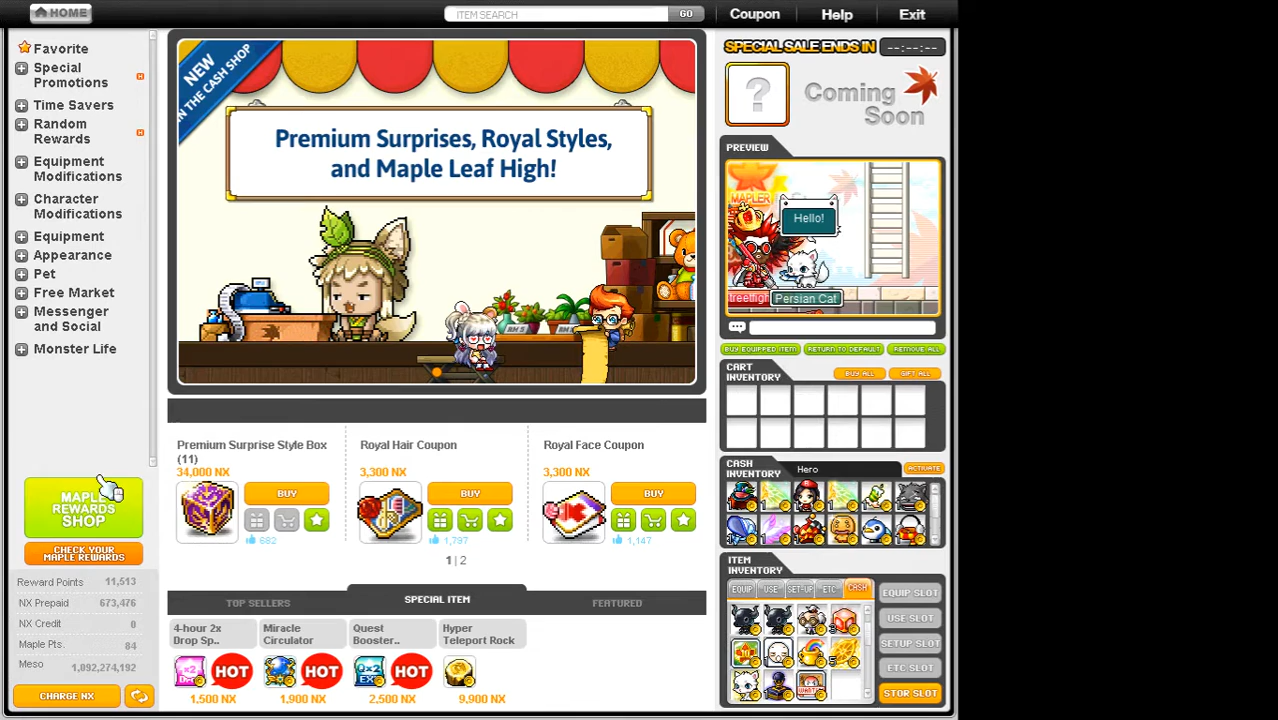 HOME
ITEM SEARCH
GO
Coupon
Help
Exit
Favorite
Special
Promotions
Time Savers
Random
Rewards
Equipment
Modifications
Character
Modifications
Equipment
Appearance
Pet
Free Market
Messenger
and Social
Monster Life
MAPLE
REWARDS
SHOP
CHECK YOUR
MAPLE REWARDS
Reward Points 11,513
NX Prepaid 673,476
NX Credit 0
Maple Pts. 84
Meso 1,092,274,192
CHARGE NX
NEW
IN THE CASH SHOP
Premium Surprises, Royal Styles,
and Maple Leaf High!
Premium Surprise Style Box
(11)
34,000 NX
BUY
682
Royal Hair Coupon
3,300 NX
BUY
1,797
Royal Face Coupon
3,300 NX
BUY
1,147
1 | 2
TOP SELLERS
SPECIAL ITEM
FEATURED
4-hour 2x
Drop Sp..
HOT
1,500 NX
Miracle
Circulator
HOT
1,900 NX
Quest
Booster..
HOT
2,500 NX
Hyper
Teleport Rock
9,900 NX
SPECIAL SALE ENDS IN --:--:--
?
Coming
Soon
PREVIEW
MAPLER
Hello!
Persian Cat
BUY EQUIPPED ITEM
RETURN TO DEFAULT
REMOVE ALL
CART
INVENTORY
BUY ALL
GIFT ALL
CASH
INVENTORY
Hero
ACTIVATE
ITEM
INVENTORY
EQUIP
USE
SET-UP
ETC
CASH
EQUIP SLOT
USE SLOT
SETUP SLOT
ETC SLOT
STOR SLOT